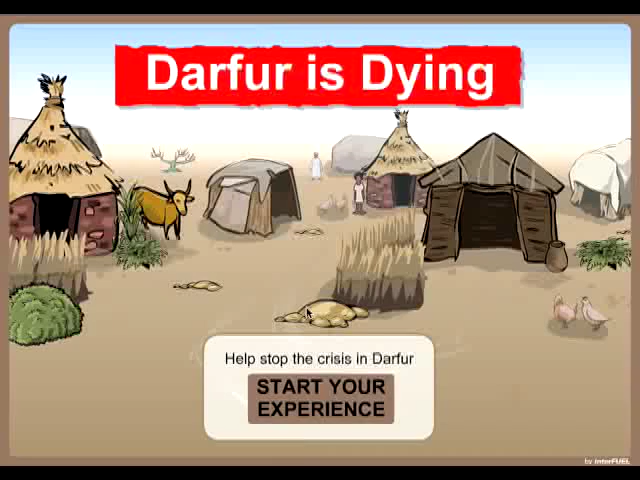 Darfur is Dying
Help stop the crisis in Darfur
START YOUR
EXPERIENCE
by interFUEL